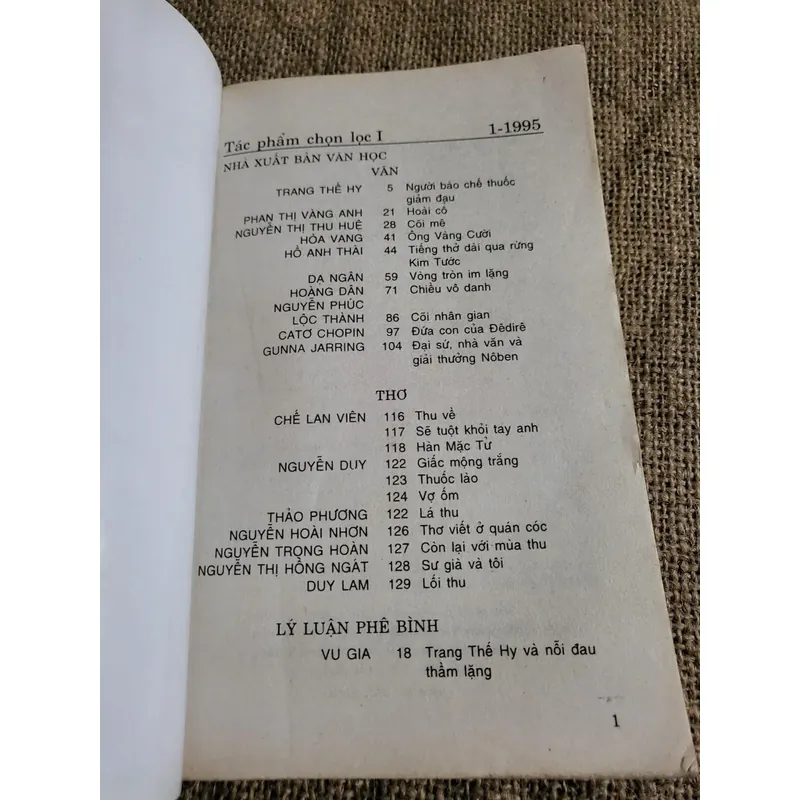 Tác phẩm chọn lọc I 1-1995
NHÀ XUẤT BẢN VĂN HỌC
VĂN
TRANG THẾ HY 5 Người bào chế thuốc
giảm đạu
PHAN THỊ VÀNG ANH 21 Hoài cỏ
NGUYỄN THỊ THU HUỆ 28 Cõi mê
HÒA VANG 41 Ông Vàng Cười
HỒ ANH THÁI 44 Tiếng thở dài qua rừng
Kim Tước
DẠ NGÂN 59 Vòng tròn im lặng
HOÀNG DÂN 71 Chiều vô danh
NGUYỄN PHÚC
LỘC THÀNH 86 Cõi nhân gian
CATƠ CHOPIN 97 Đứa con của Đêdirê
GUNNA JARRING 104 Đại sứ, nhà văn và
giải thưởng Nôben
THƠ
CHẾ LAN VIÊN 116 Thu về
117 Sẽ tuột khỏi tay anh
118 Hàn Mặc Tử
NGUYỄN DUY 122 Giấc mộng trắng
123 Thuốc lào
124 Vợ ốm
THẢO PHƯƠNG 122 Lá thu
NGUYỄN HOÀI NHƠN 126 Thơ viết ở quán cóc
NGUYỄN TRỌNG HOÀN 127 Còn lại với mùa thu
NGUYỄN THỊ HỒNG NGÁT 128 Sư già và tôi
DUY LAM 129 Lối thu
LÝ LUẬN PHÊ BÌNH
VU GIA 18 Trang Thế Hy và nỗi đau
thầm lặng
1